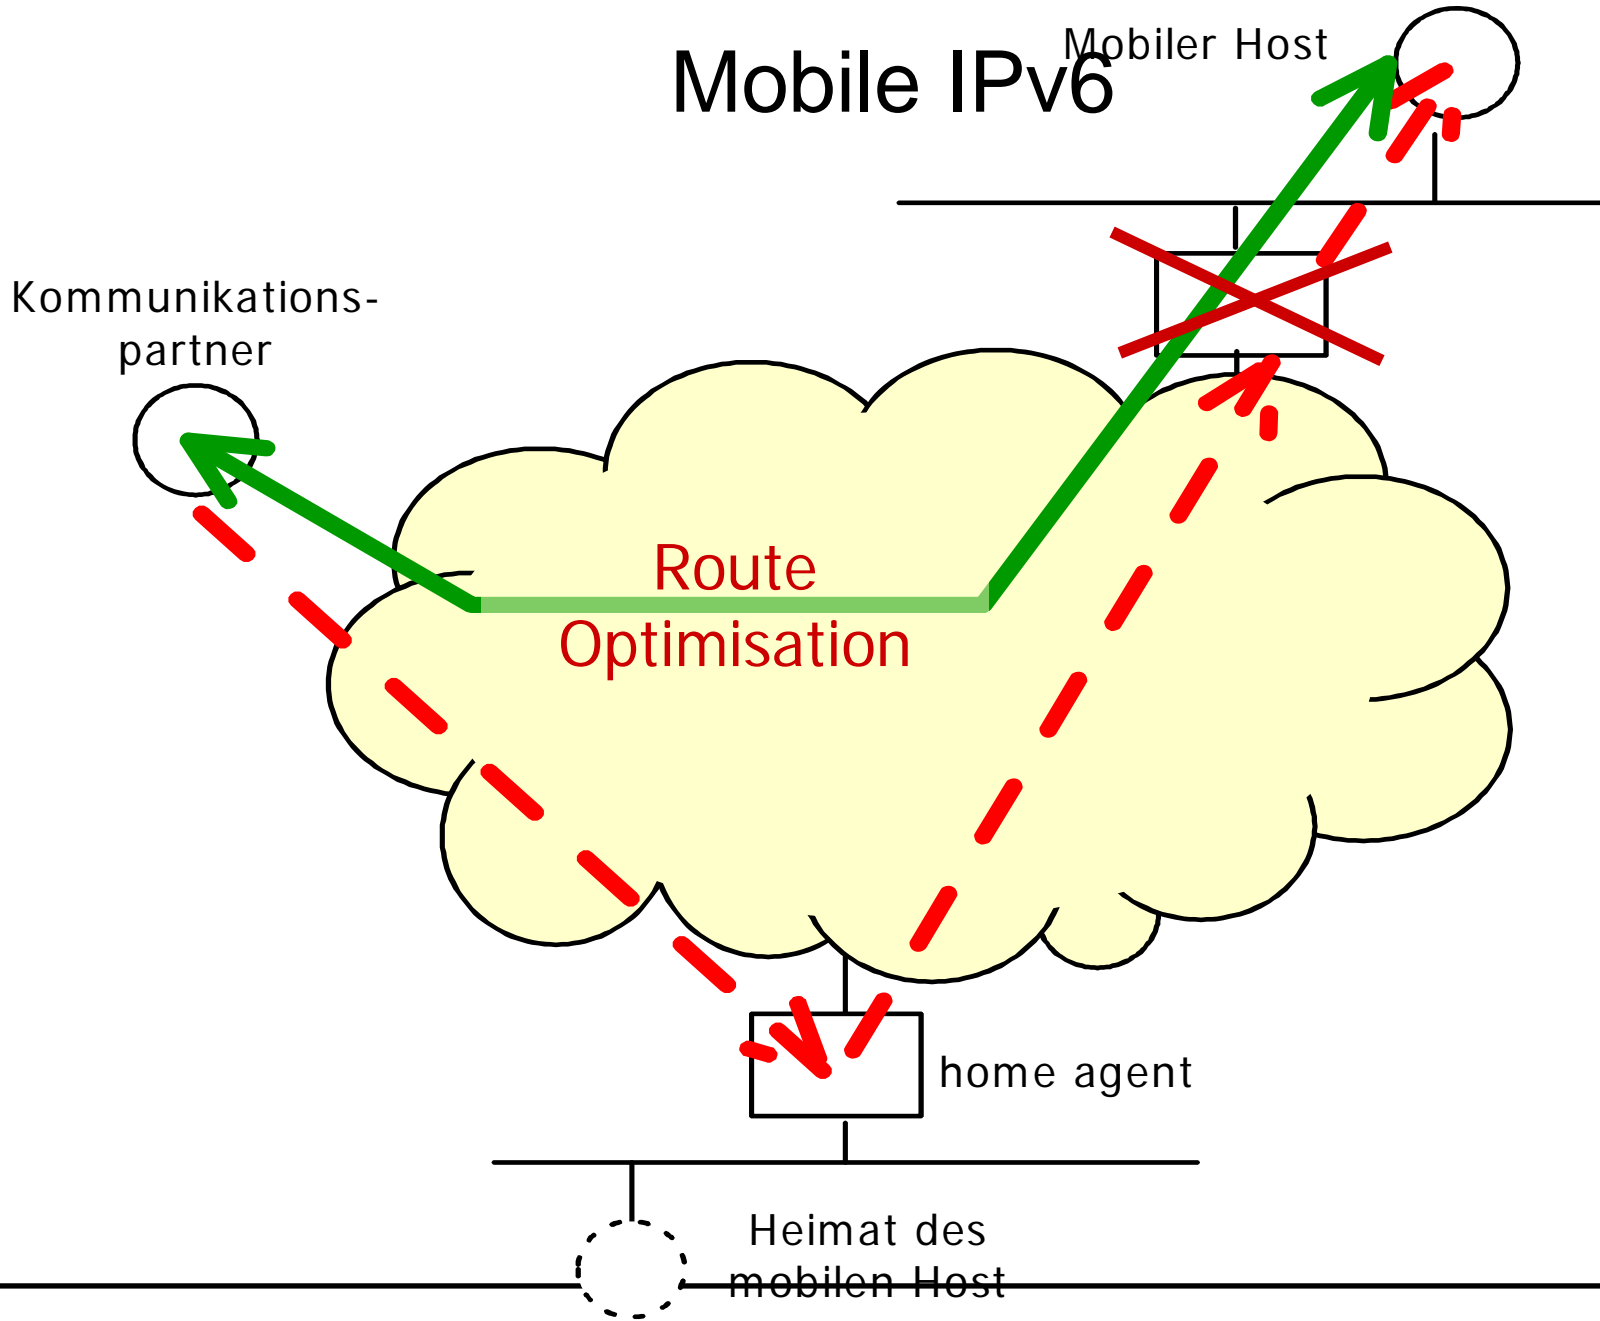 Mobile IPv6
Mobiler Host
Kommunikations-
partner
Route
Optimisation
home agent
Heimat des
mobilen Host